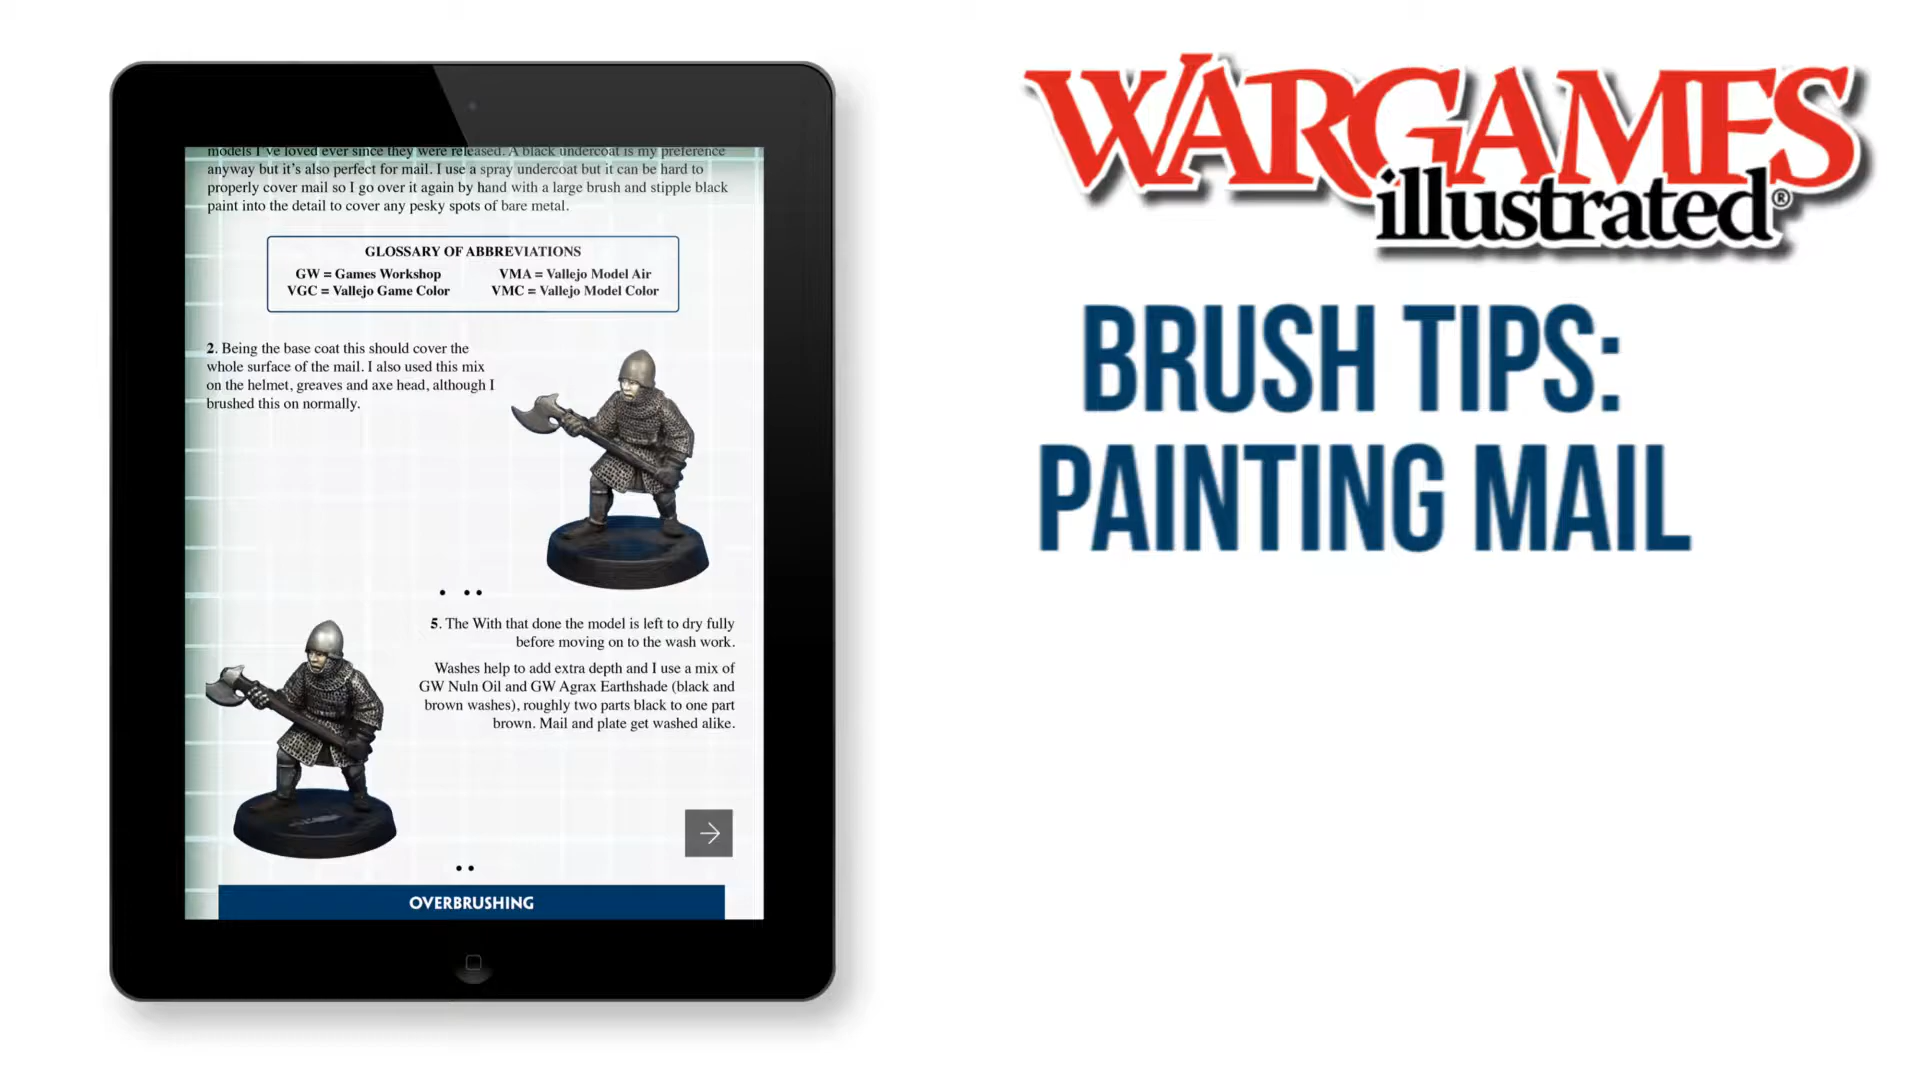 models I've loved ever since they were released. A black undercoat is my preference
anyway but it's also perfect for mail. I use a spray undercoat but it can be hard to
properly cover mail so I go over it again by hand with a large brush and stipple black
paint into the detail to cover any pesky spots of bare metal.
GLOSSARY OF ABBREVIATIONS
GW = Games Workshop VMA = Vallejo Model Air
VGC = Vallejo Game Color VMC = Vallejo Model Color
2. Being the base coat this should cover the
whole surface of the mail. I also used this mix
on the helmet, greaves and axe head, although I
brushed this on normally.
5. The With that done the model is left to dry fully
before moving on to the wash work.
Washes help to add extra depth and I use a mix of
GW Nuln Oil and GW Agrax Earthshade (black and
brown washes), roughly two parts black to one part
brown. Mail and plate get washed alike.
OVERBRUSHING
WARGAMES
illustrated®
BRUSH TIPS:
PAINTING MAIL